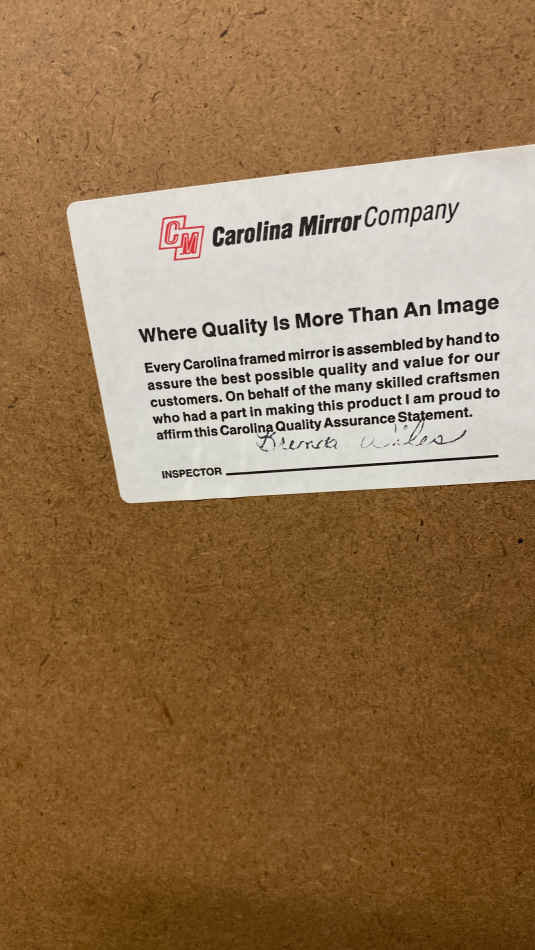 CM Carolina Mirror Company
Where Quality Is More Than An Image
Every Carolina framed mirror is assembled by hand to
assure the best possible quality and value for our
customers. On behalf of the many skilled craftsmen
who had a part in making this product I am proud to
affirm this Carolina Quality Assurance Statement.
Brenda Wiles
INSPECTOR